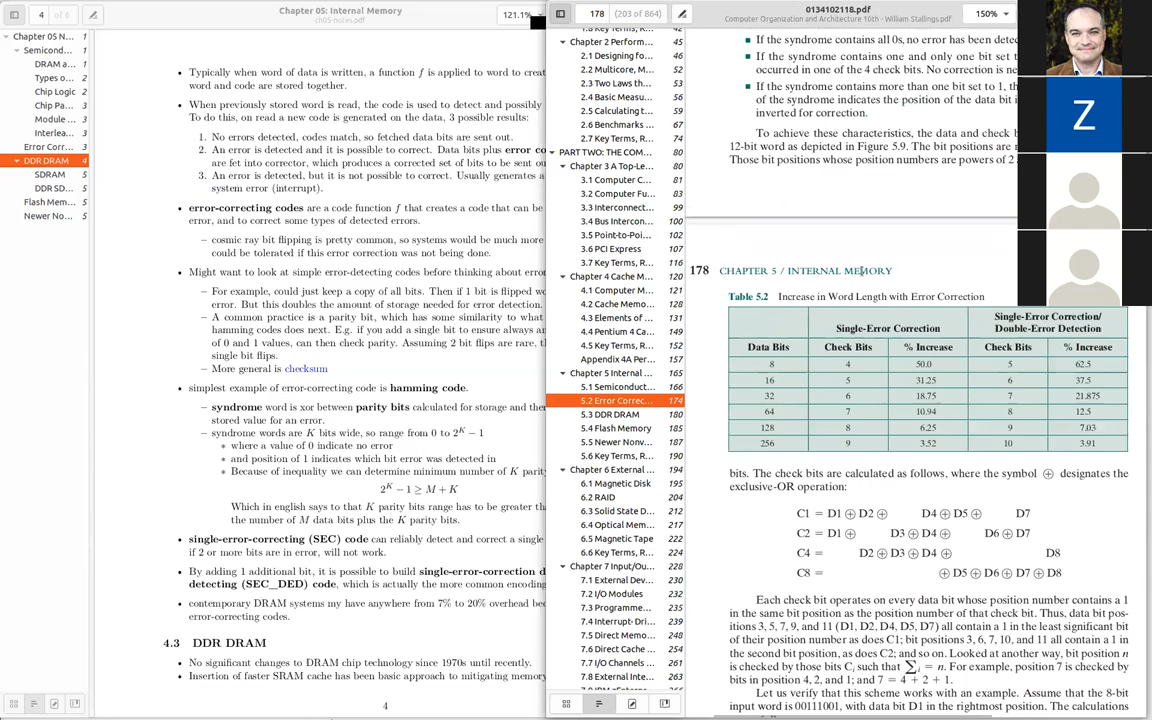 4 of 6
Chapter 05: Internal Memory
ch05-notes.pdf
121.1%
Chapter 05 N... 1
Semicond... 1
DRAM a... 1
Types o... 2
Chip Logic 2
Chip Pa... 2
Module ... 3
Interlea... 3
Error Corr... 3
DDR DRAM 4
SDRAM 5
DDR SD... 5
Flash Mem... 5
Newer No... 5
• Typically when word of data is written, a function f is applied to word to creat
word and code are stored together.
• When previously stored word is read, the code is used to detect and possibly
To do this, on read a new code is generated on the data, 3 possible results:
1. No errors detected, codes match, so fetched data bits are sent out.
2. An error is detected and it is possible to correct. Data bits plus error co
are fet into corrector, which produces a corrected set of bits to be sent ou
3. An error is detected, but it is not possible to correct. Usually generates a
system error (interrupt).
• error-correcting codes are a code function f that creates a code that can be
error, and to correct some types of detected errors.
– cosmic ray bit flipping is pretty common, so systems would be much more
could be tolerated if this error correction was not being done.
• Might want to look at simple error-detecting codes before thinking about error
– For example, could just keep a copy of all bits. Then if 1 bit is flipped wo
error. But this doubles the amount of storage needed for error detection.
– A common practice is a parity bit, which has some similarity to what
hamming codes does next. E.g. if you add a single bit to ensure always an
of 0 and 1 values, can then check parity. Assuming 2 bit flips are rare, th
single bit flips.
– More general is checksum
• simplest example of error-correcting code is hamming code.
– syndrome word is xor between parity bits calculated for storage and the
stored value for an error.
– syndrome words are K bits wide, so range from 0 to 2^K − 1
∗ where a value of 0 indicate no error
∗ and position of 1 indicates which bit error was detected in
∗ Because of inequality we can determine minimum number of K parity
2^K − 1 ≥ M + K
Which in english says to that K parity bits range has to be greater tha
the number of M data bits plus the K parity bits.
• single-error-correcting (SEC) code can reliably detect and correct a single
if 2 or more bits are in error, will not work.
• By adding 1 additional bit, it is possible to build single-error-correction d
detecting (SEC_DED) code, which is actually the more common encoding
• contemporary DRAM systems my have anywhere from 7% to 20% overhead bec
error-correcting codes.
4.3 DDR DRAM
• No significant changes to DRAM chip technology since 1970s until recently.
• Insertion of faster SRAM cache has been basic approach to mitigating memory
4
178 (203 of 864)
0134102118.pdf
Computer Organization and Architecture 10th - William Stallings.pdf
150%
1.8 Key Terms, R... 42
Chapter 2 Perform... 45
2.1 Designing fo... 46
2.2 Multicore, M... 52
2.3 Two Laws th... 53
2.4 Basic Measu... 56
2.5 Calculating t... 59
2.6 Benchmarks ... 67
2.7 Key Terms, R... 74
PART TWO: THE COM... 80
Chapter 3 A Top-Le... 80
3.1 Computer C... 81
3.2 Computer Fu... 83
3.3 Interconnect... 99
3.4 Bus Intercon... 100
3.5 Point-to-Poi... 102
3.6 PCI Express 107
3.7 Key Terms, R... 116
Chapter 4 Cache M... 120
4.1 Computer M... 121
4.2 Cache Memo... 128
4.3 Elements of ... 131
4.4 Pentium 4 Ca... 149
4.5 Key Terms, R... 152
Appendix 4A Per... 157
Chapter 5 Internal ... 165
5.1 Semiconduct... 166
5.2 Error Correc... 174
5.3 DDR DRAM 180
5.4 Flash Memory 185
5.5 Newer Nonv... 187
5.6 Key Terms, R... 190
Chapter 6 External ... 194
6.1 Magnetic Disk 195
6.2 RAID 204
6.3 Solid State D... 212
6.4 Optical Mem... 217
6.5 Magnetic Tape 222
6.6 Key Terms, R... 224
Chapter 7 Input/Ou... 228
7.1 External Dev... 230
7.2 I/O Modules 232
7.3 Programme... 235
7.4 Interrupt-Dri... 239
7.5 Direct Memo... 248
7.6 Direct Cache ... 254
7.7 I/O Channels ... 261
7.8 External Inte... 263
■ If the syndrome contains all 0s, no error has been detec
■ If the syndrome contains one and only one bit set t
occurred in one of the 4 check bits. No correction is ne
■ If the syndrome contains more than one bit set to 1, th
of the syndrome indicates the position of the data bit i
inverted for correction.
To achieve these characteristics, the data and check b
12-bit word as depicted in Figure 5.9. The bit positions are n
Those bit positions whose position numbers are powers of 2
178 CHAPTER 5 / INTERNAL MEMORY
Table 5.2 Increase in Word Length with Error Correction
Single-Error Correction Single-Error Correction/ Double-Error Detection
Data Bits Check Bits % Increase Check Bits % Increase
8 4 50.0 5 62.5
16 5 31.25 6 37.5
32 6 18.75 7 21.875
64 7 10.94 8 12.5
128 8 6.25 9 7.03
256 9 3.52 10 3.91
bits. The check bits are calculated as follows, where the symbol ⊕ designates the
exclusive-OR operation:
C1 = D1 ⊕ D2 ⊕ D4 ⊕ D5 ⊕ D7
C2 = D1 ⊕ D3 ⊕ D4 ⊕ D6 ⊕ D7
C4 = D2 ⊕ D3 ⊕ D4 ⊕ D8
C8 = ⊕ D5 ⊕ D6 ⊕ D7 ⊕ D8
Each check bit operates on every data bit whose position number contains a 1
in the same bit position as the position number of that check bit. Thus, data bit pos-
itions 3, 5, 7, 9, and 11 (D1, D2, D4, D5, D7) all contain a 1 in the least significant bit
of their position number as does C1; bit positions 3, 6, 7, 10, and 11 all contain a 1 in
the second bit position, as does C2; and so on. Looked at another way, bit position n
is checked by those bits Cᵢ such that ∑ᵢ = n. For example, position 7 is checked by
bits in position 4, 2, and 1; and 7 = 4 + 2 + 1.
Let us verify that this scheme works with an example. Assume that the 8-bit
input word is 00111001, with data bit D1 in the rightmost position. The calculations
Z